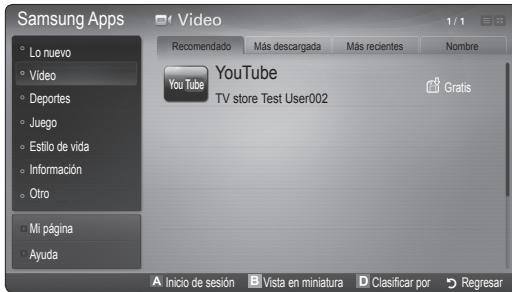 Samsung Apps
Video
1/1
Lo nuevo
Vídeo
Deportes
Juego
Estilo de vida
Información
Otro
Mi página
Ayuda
Recomendado
Más descargada
Más recientes
Nombre
You Tube
YouTube
TV store Test User002
Gratis
A Inicio de sesión
B Vista en miniatura
D Clasificar por
Regresar